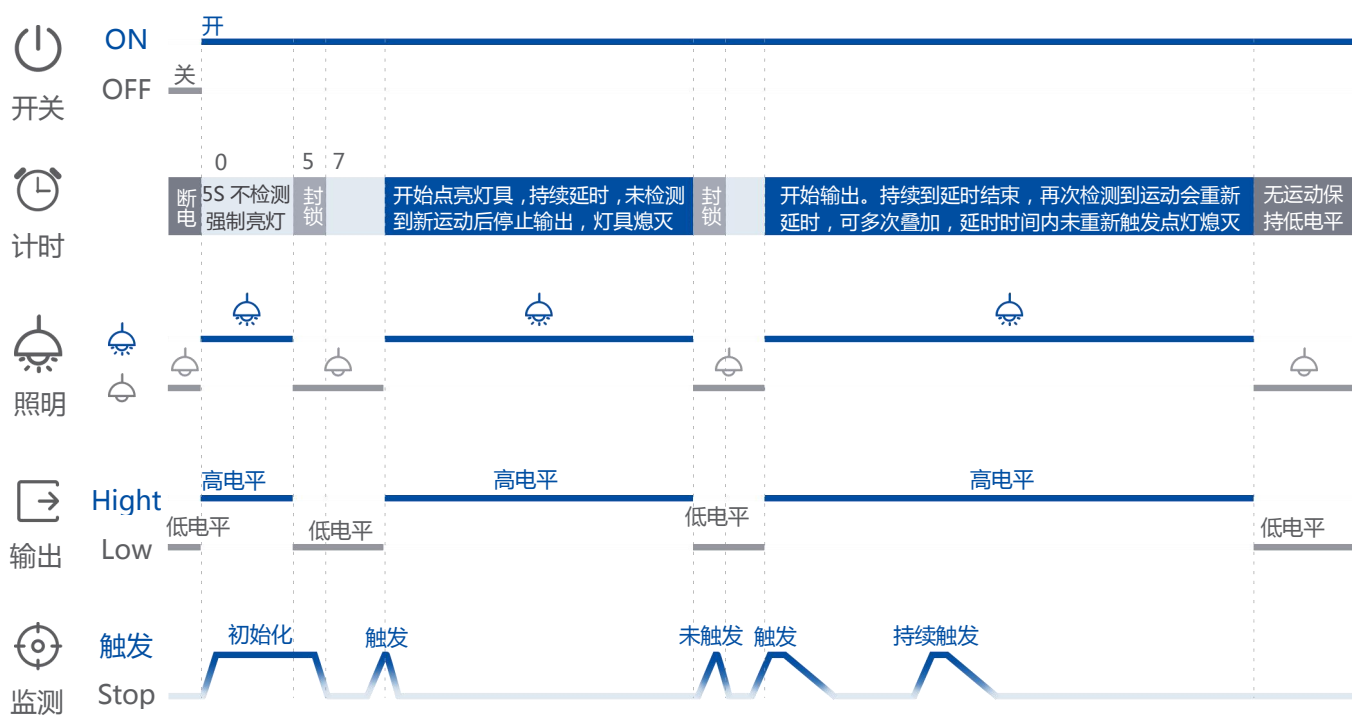 开
ON
关
OFF
开关
0
5
7
断电
5S 不检测
强制亮灯
封锁
开始点亮灯具，持续延时，未检测
到新运动后停止输出，灯具熄灭
封锁
开始输出。持续到延时结束，再次检测到运动会重新
延时，可多次叠加，延时时间内未重新触发点灯熄灭
无运动保
持低电平
计时
照明
高电平
高电平
高电平
Hight
低电平
低电平
低电平
低电平
Low
输出
初始化
触发
未触发
触发
持续触发
触发
Stop
监测